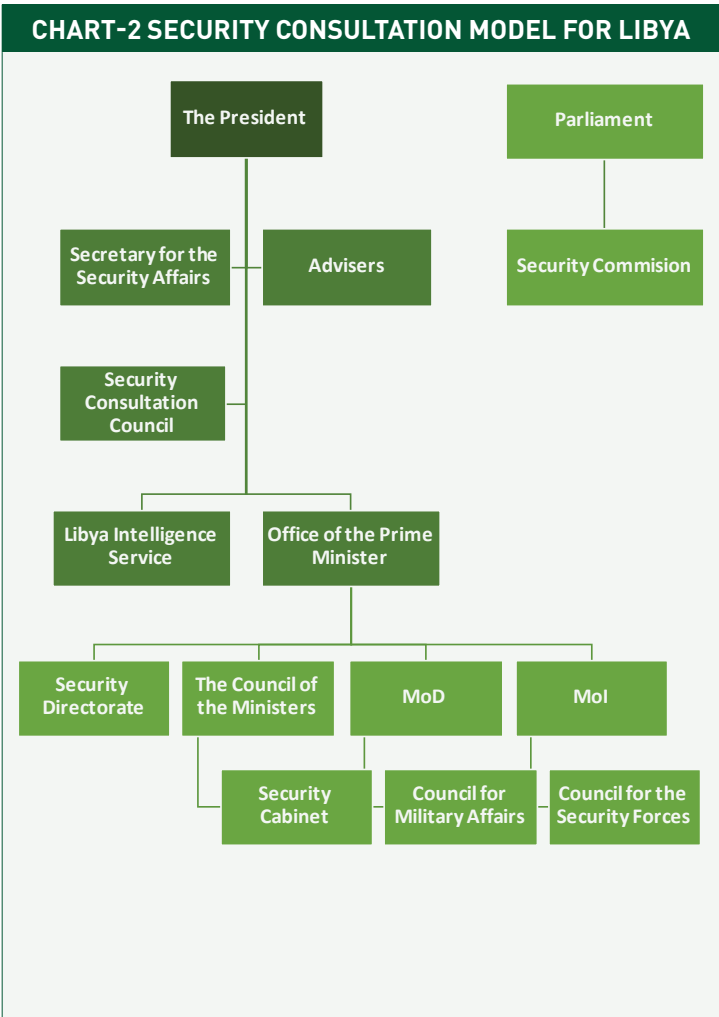 CHART-2 SECURITY CONSULTATION MODEL FOR LIBYA
The President
Parliament
Secretary for the
Security Affairs
Advisers
Security Commision
Security
Consultation
Council
Libya Intelligence
Service
Office of the Prime
Minister
Security
Directorate
The Council of
the Ministers
MoD
MoI
Security
Cabinet
Council for
Military Affairs
Council for the
Security Forces